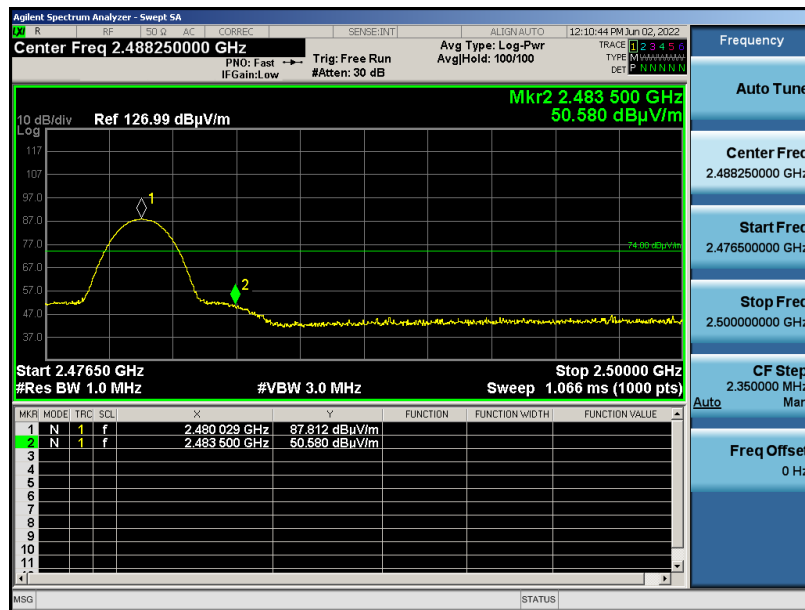 Agilent Spectrum Analyzer - Swept SA
LXI R RF 50 Ω AC CORREC SENSE:INT ALIGN AUTO 12:10:44 PM Jun 02, 2022
Center Freq 2.488250000 GHz
PNO: Fast
IFGain:Low
Trig: Free Run
#Atten: 30 dB
Avg Type: Log-Pwr
Avg|Hold: 100/100
TRACE 1 2 3 4 5 6
TYPE M
DET P N N N N N
Mkr2 2.483 500 GHz
50.580 dBµV/m
10 dB/div Ref 126.99 dBµV/m
Log
117
107
97.0
87.0
77.0
67.0
57.0
47.0
37.0
1
2
74.00 dBµV/m
Start 2.47650 GHz Stop 2.50000 GHz
#Res BW 1.0 MHz #VBW 3.0 MHz Sweep 1.066 ms (1000 pts)
MKR MODE TRC SCL X Y FUNCTION FUNCTION WIDTH FUNCTION VALUE
1 N 1 f 2.480 029 GHz 87.812 dBµV/m
2 N 1 f 2.483 500 GHz 50.580 dBµV/m
3
4
5
6
7
8
9
10
11
MSG STATUS
Frequency
Auto Tune
Center Freq
2.488250000 GHz
Start Freq
2.476500000 GHz
Stop Freq
2.500000000 GHz
CF Step
2.350000 MHz
Auto Man
Freq Offset
0 Hz